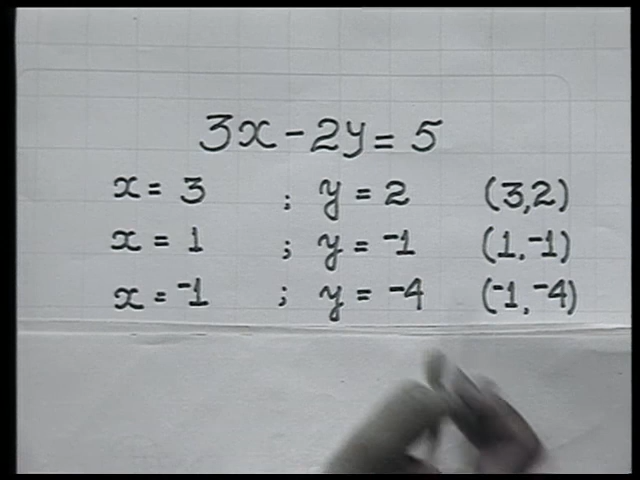 3x - 2y = 5
x = 3 ; y = 2 (3,2)
x = 1 ; y = -1 (1,-1)
x = -1 ; y = -4 (-1,-4)